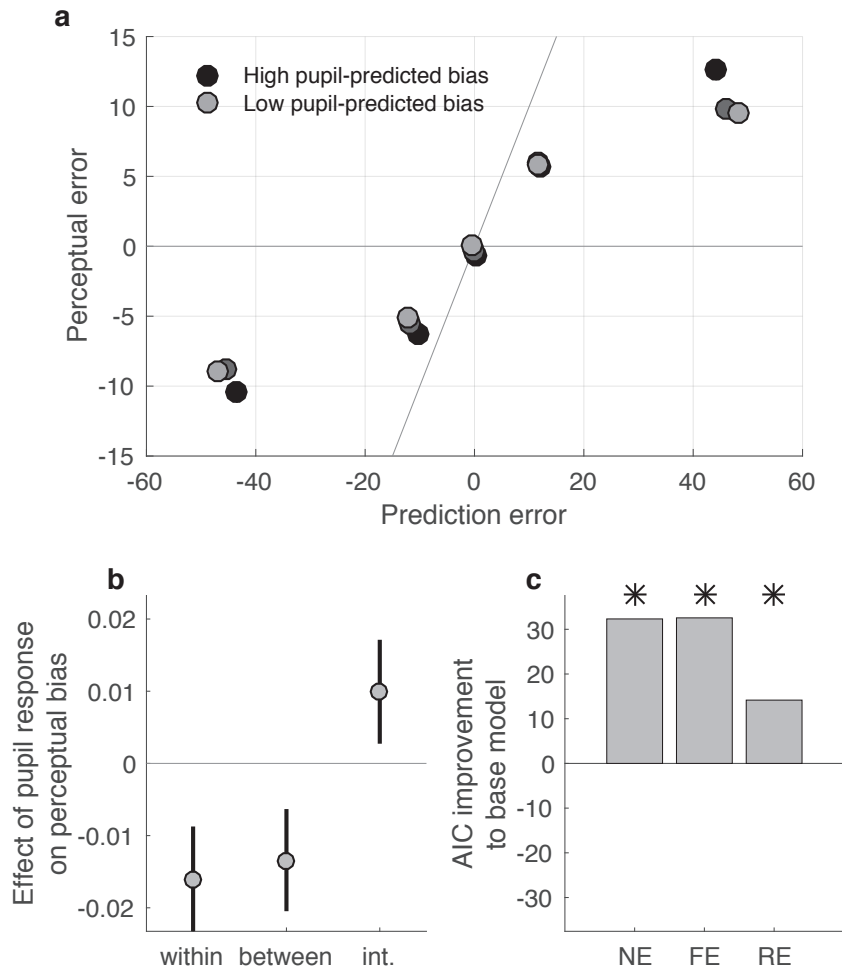 a
15
10
5
0
-5
-10
-15
Perceptual error
High pupil-predicted bias
Low pupil-predicted bias
-60
-40
-20
0
20
40
60
Prediction error
b
0.02
0.01
0
-0.01
-0.02
Effect of pupil response
on perceptual bias
within
between
int.
c
30
20
10
0
-10
-20
-30
AIC improvement
to base model
NE
FE
RE